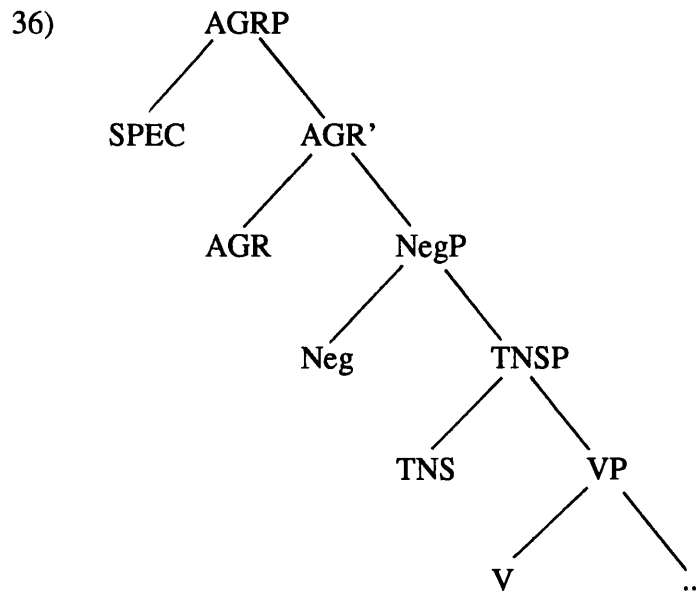 36) AGRP
SPEC AGR’
AGR NegP
Neg TNSP
TNS VP
V ..